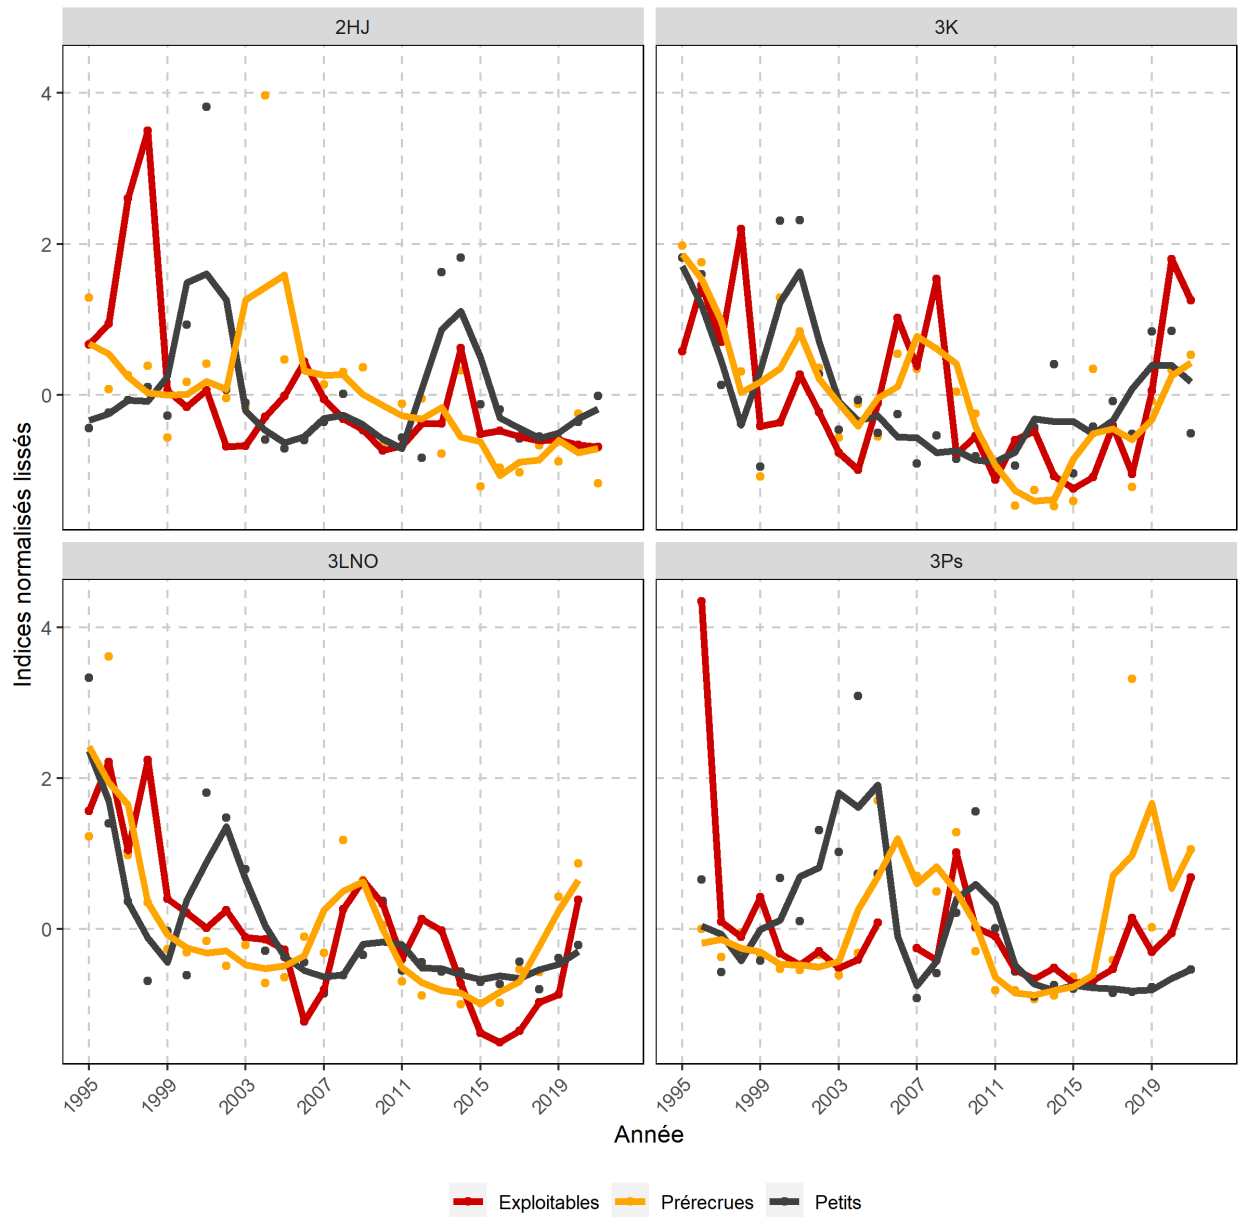 2HJ
3K
4
2
0
3LNO
3Ps
4
2
0
Indices normalisés lissés
1995
1999
2003
2007
2011
2015
2019
1995
1999
2003
2007
2011
2015
2019
Année
Exploitables
Prérecrues
Petits